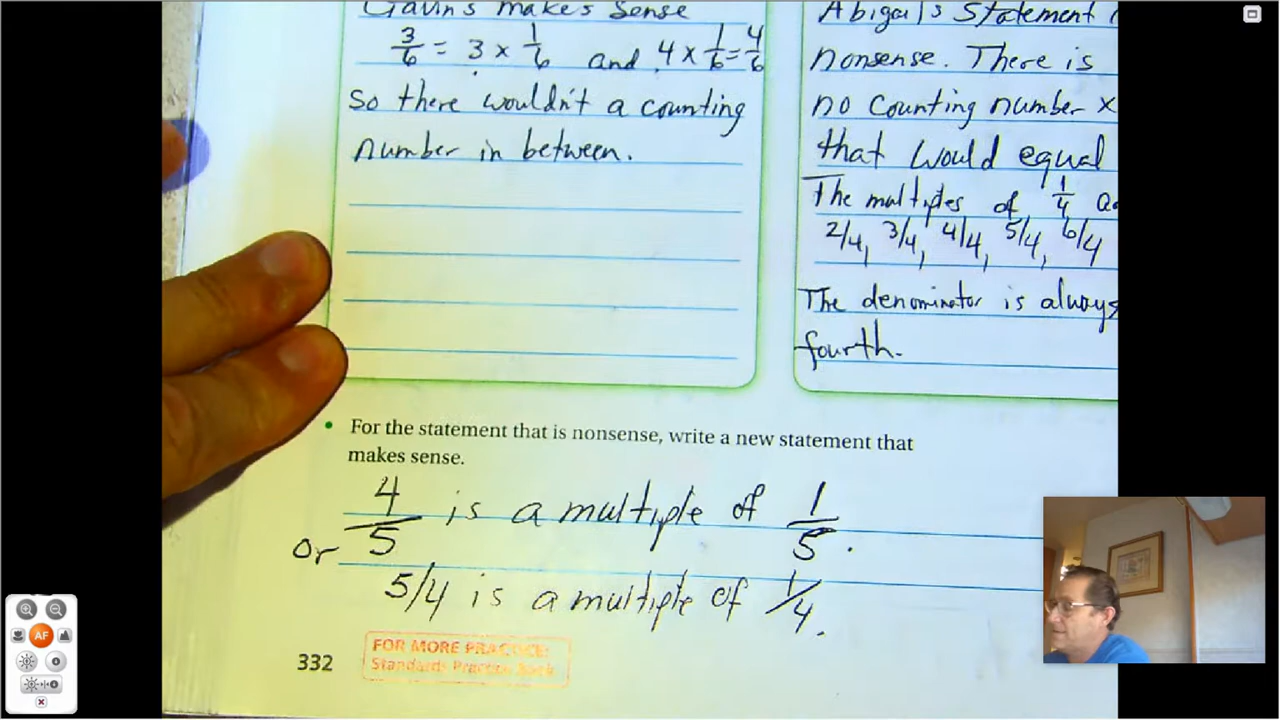 Gavin's makes sense
3/6 = 3 x 1/6 and 4 x 1/6 = 4/6
so there wouldn't a counting
number in between.
Abigail's Statement
nonsense. There is
no counting number x
that would equal
The multiples of 1/4
2/4, 3/4, 4/4, 5/4, 6/4
The denominator is always
fourth.
• For the statement that is nonsense, write a new statement that
makes sense.
4/5 is a multiple of 1/5.
or
5/4 is a multiple of 1/4.
FOR MORE PRACTICE:
Standards Practice Book
332
AF